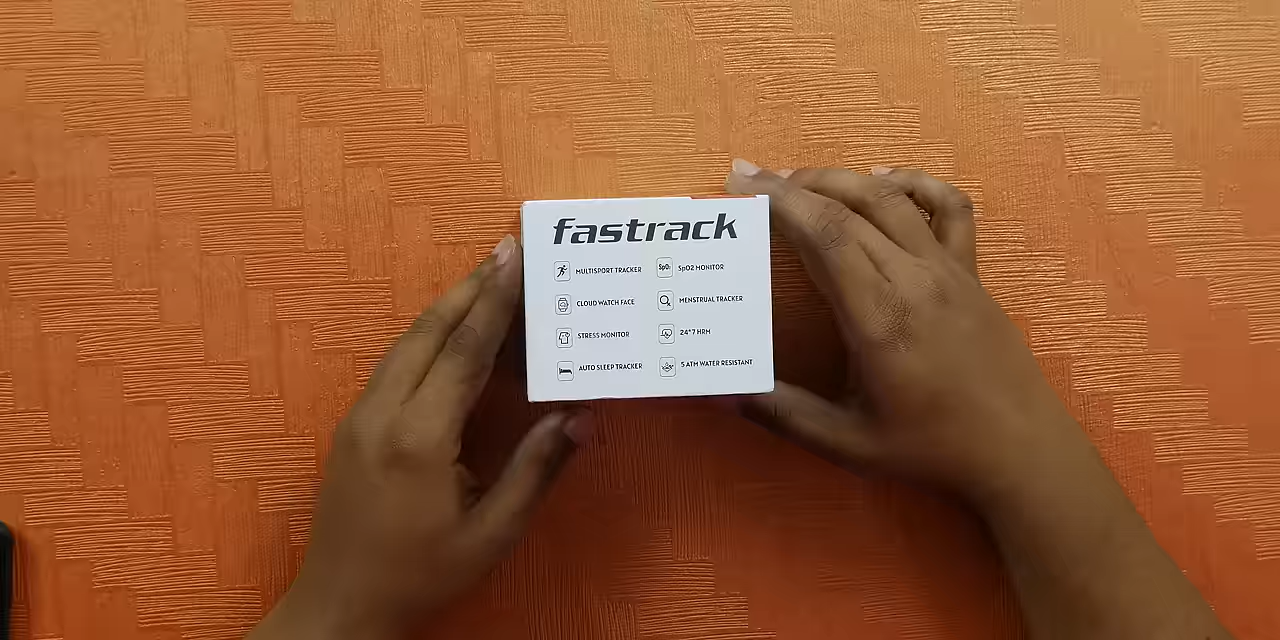 fastrack
MULTISPORT TRACKER
SpO₂ SpO2 MONITOR
CLOUD WATCH FACE
MENSTRUAL TRACKER
STRESS MONITOR
24*7 HRM
AUTO SLEEP TRACKER
5 ATM WATER RESISTANT